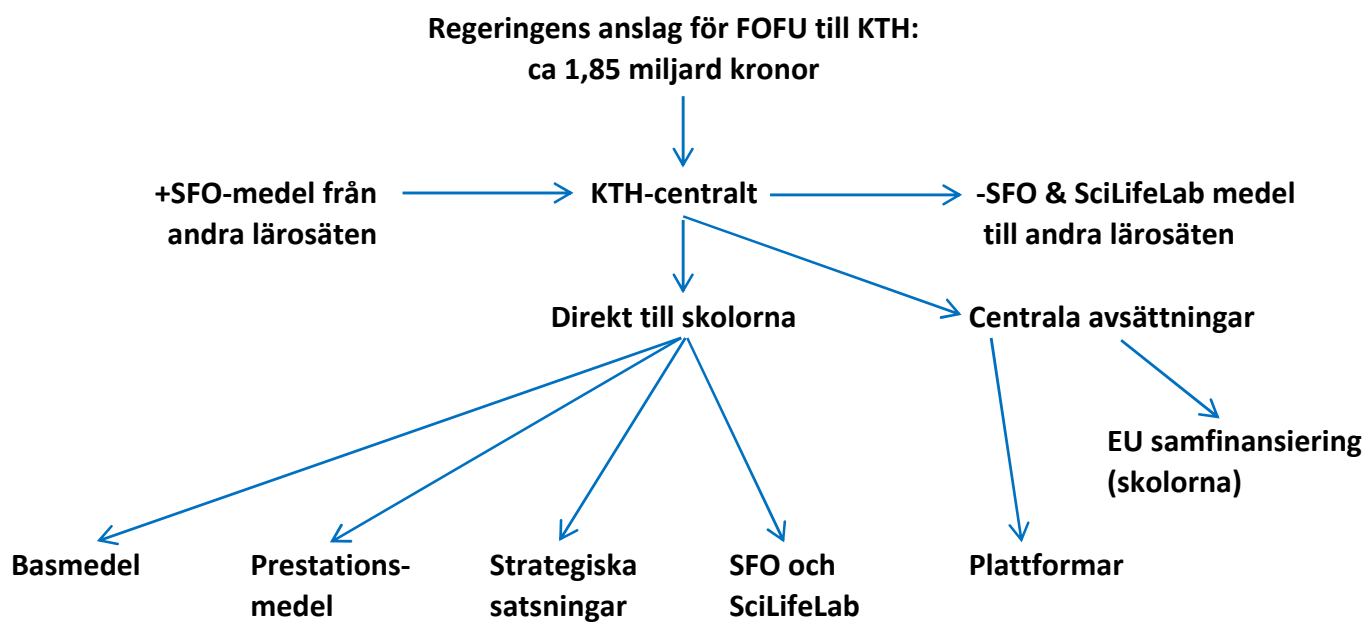 Regeringens anslag för FOFU till KTH:
ca 1,85 miljard kronor
+SFO-medel från
andra lärosäten
KTH-centralt
-SFO & SciLifeLab medel
till andra lärosäten
Direkt till skolorna
Centrala avsättningar
EU samfinansiering
(skolorna)
Basmedel
Prestations-
medel
Strategiska
satsningar
SFO och
SciLifeLab
Plattformar